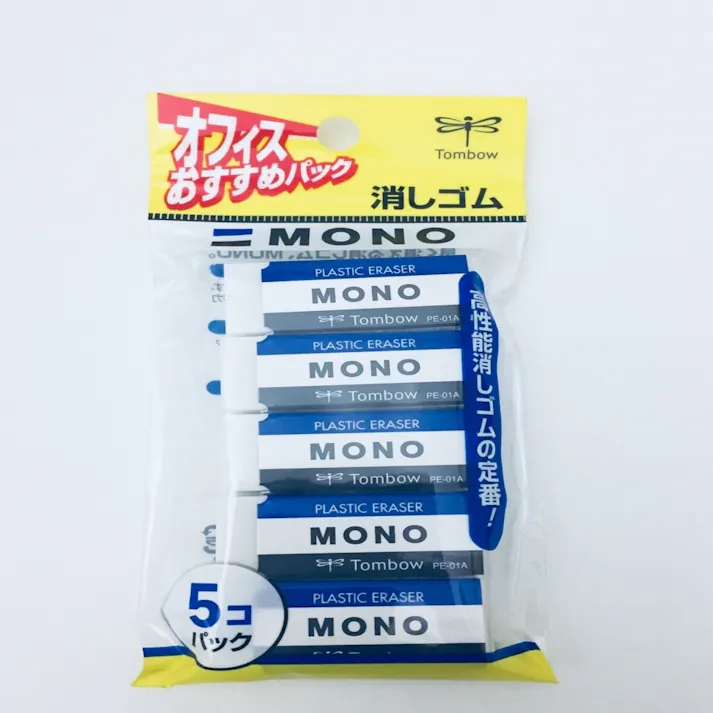 オフィス
おすすめパック
Tombow
消しゴム
MONO
PLASTIC ERASER
MONO
Tombow PE-01A
PLASTIC ERASER
MONO
Tombow PE-01A
PLASTIC ERASER
MONO
Tombow PE-01A
PLASTIC ERASER
MONO
Tombow PE-01A
PLASTIC ERASER
MONO
高性能消しゴムの定番!
5コ
パック